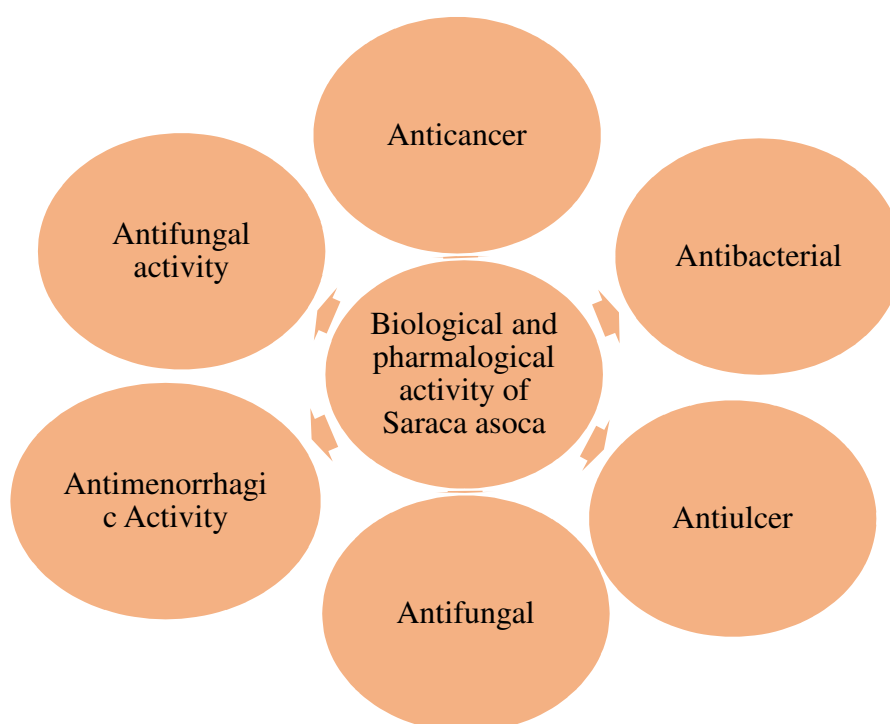 Anticancer
Antifungal
activity
Antibacterial
Biological and
pharmalogical
activity of
Saraca asoca
Antimenorrhagi
c Activity
Antiulcer
Antifungal